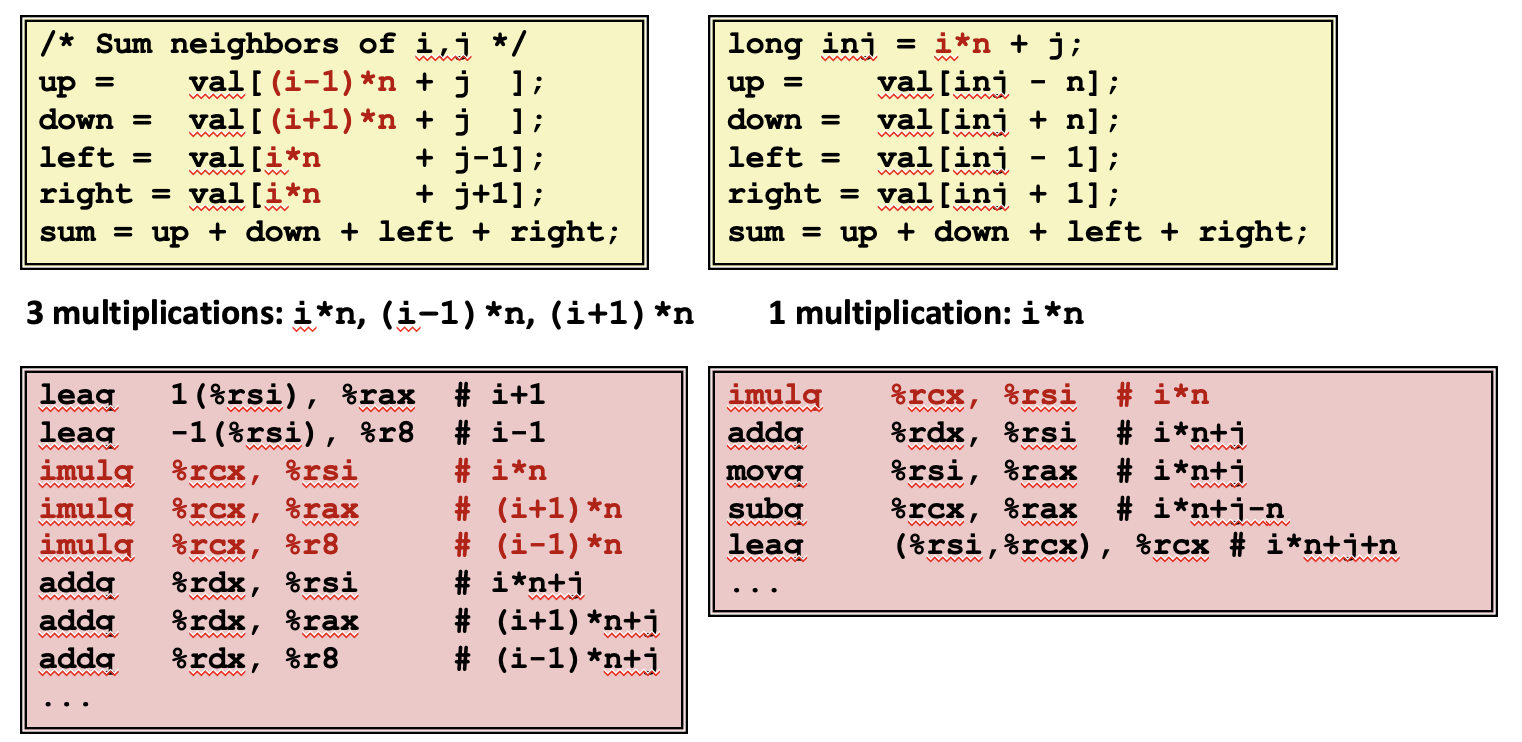 /* Sum neighbors of i,j */
up =    val[(i-1)*n + j  ];
down =  val[(i+1)*n + j  ];
left =  val[i*n     + j-1];
right = val[i*n     + j+1];
sum = up + down + left + right;
long inj = i*n + j;
up =    val[inj - n];
down =  val[inj + n];
left =  val[inj - 1];
right = val[inj + 1];
sum = up + down + left + right;
3 multiplications: i*n, (i–1)*n, (i+1)*n
1 multiplication: i*n
leaq   1(%rsi), %rax  # i+1
leaq   -1(%rsi), %r8  # i-1
imulq  %rcx, %rsi     # i*n
imulq  %rcx, %rax     # (i+1)*n
imulq  %rcx, %r8      # (i-1)*n
addq   %rdx, %rsi     # i*n+j
addq   %rdx, %rax     # (i+1)*n+j
addq   %rdx, %r8      # (i-1)*n+j
...
imulq    %rcx, %rsi  # i*n
addq     %rdx, %rsi  # i*n+j
movq     %rsi, %rax  # i*n+j
subq     %rcx, %rax  # i*n+j-n
leaq     (%rsi,%rcx), %rcx # i*n+j+n
...